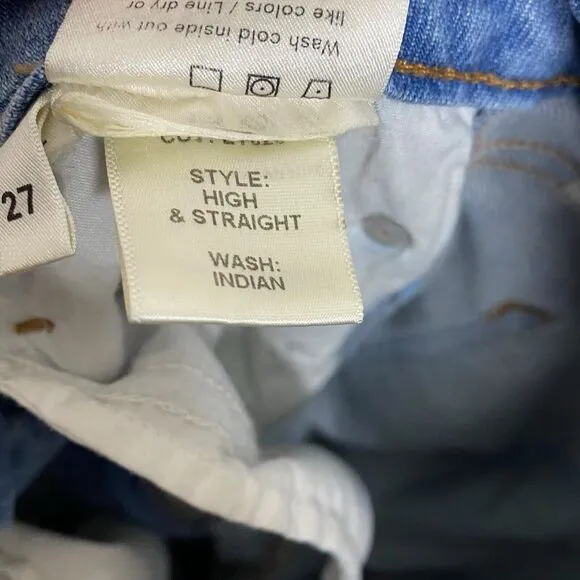 Wash cold inside out with
like colors / Line dry or
27
STYLE:
HIGH
& STRAIGHT
WASH:
INDIAN